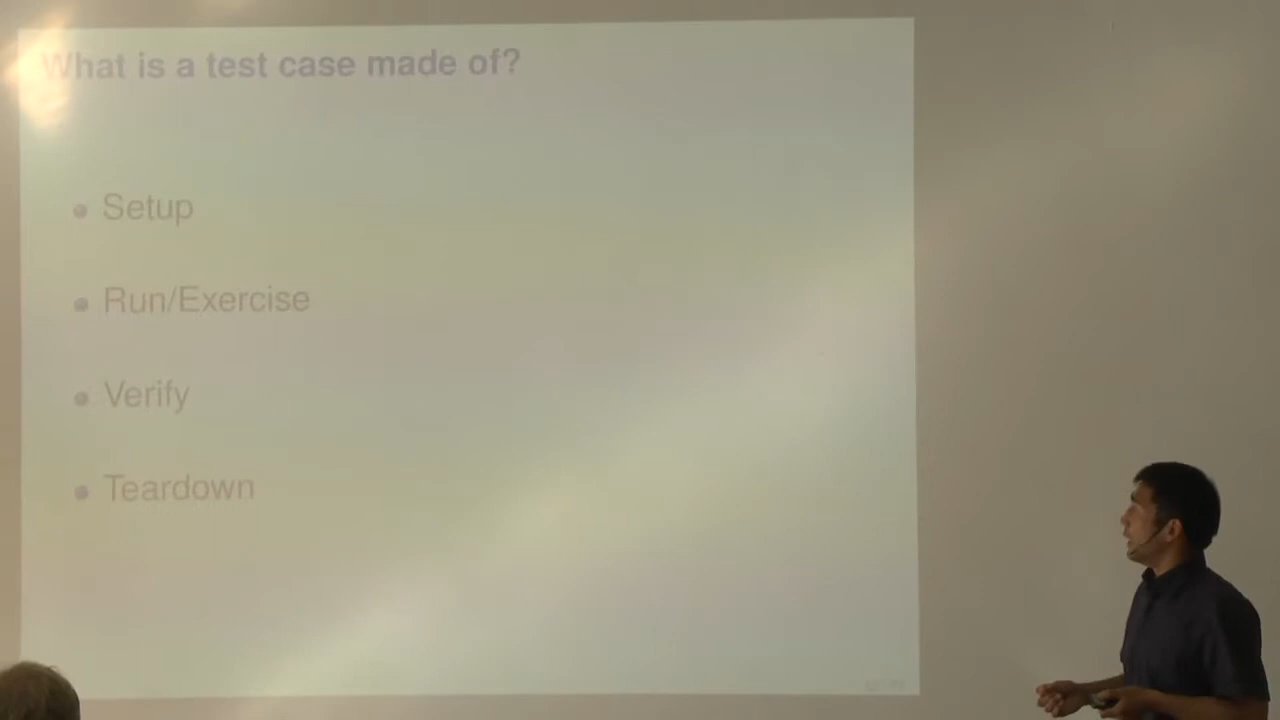 What is a test case made of?
Setup
Run/Exercise
Verify
Teardown